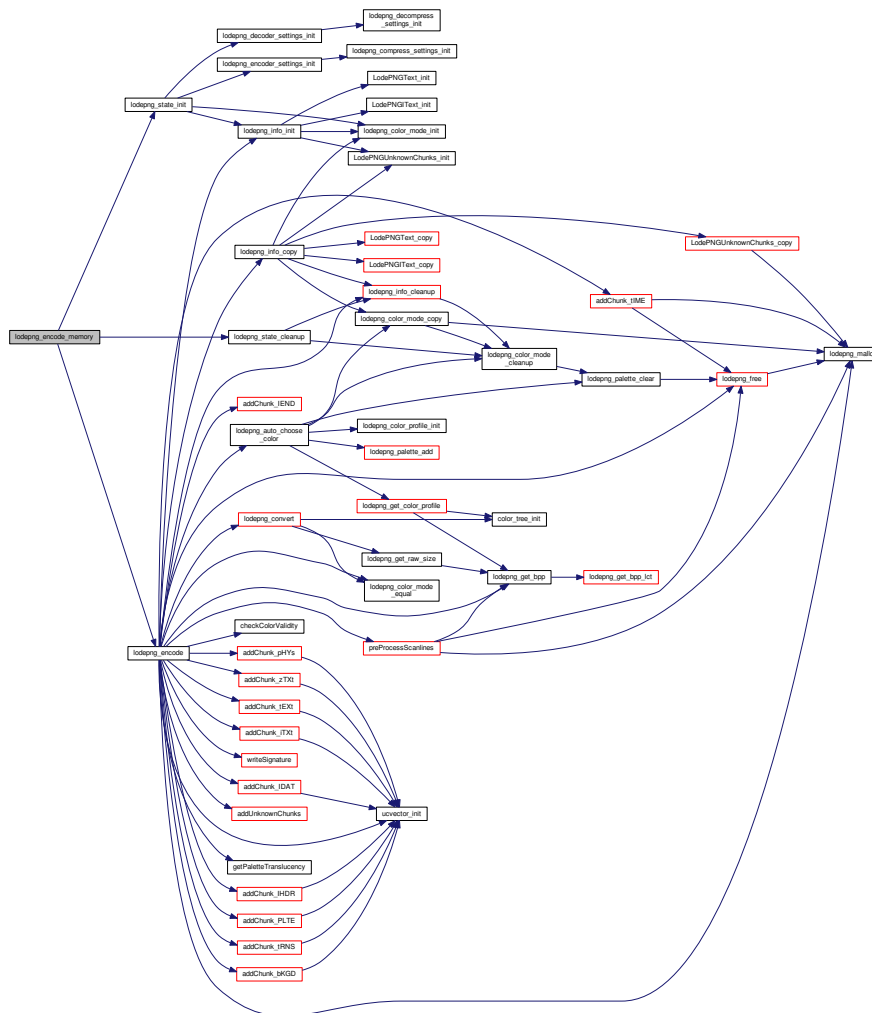 lodepng_decompress
_settings_init
lodepng_decoder_settings_init
lodepng_compress_settings_init
lodepng_encoder_settings_init
LodePNGText_init
lodepng_state_init
LodePNGIText_init
lodepng_info_init
lodepng_color_mode_init
LodePNGUnknownChunks_init
LodePNGText_copy
LodePNGUnknownChunks_copy
lodepng_info_copy
LodePNGIText_copy
lodepng_info_cleanup
addChunk_tIME
lodepng_color_mode_copy
lodepng_encode_memory
lodepng_state_cleanup
lodepng_color_mode
_cleanup
lodepng_palette_clear
lodepng_free
addChunk_IEND
lodepng_auto_choose
_color
lodepng_color_profile_init
lodepng_palette_add
lodepng_get_color_profile
lodepng_convert
color_tree_init
lodepng_get_raw_size
lodepng_get_bpp
lodepng_get_bpp_lct
lodepng_color_mode
_equal
checkColorValidity
lodepng_encode
addChunk_pHYs
preProcessScanlines
addChunk_zTXt
addChunk_tEXt
addChunk_iTXt
writeSignature
addChunk_IDAT
addUnknownChunks
ucvector_init
getPaletteTranslucency
addChunk_IHDR
addChunk_PLTE
addChunk_tRNS
addChunk_bKGD